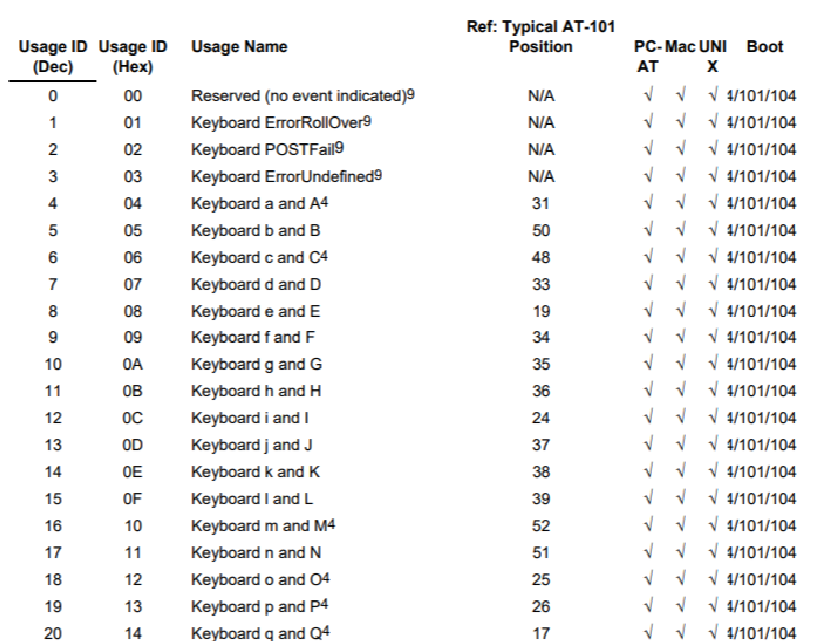 Ref: Typical AT-101
Usage ID Usage ID Usage Name Position PC- Mac UNI Boot
(Dec) (Hex) AT X
0 00 Reserved (no event indicated)9 N/A √ √ √ 4/101/104
1 01 Keyboard ErrorRollOver9 N/A √ √ √ 4/101/104
2 02 Keyboard POSTFail9 N/A √ √ √ 4/101/104
3 03 Keyboard ErrorUndefined9 N/A √ √ √ 4/101/104
4 04 Keyboard a and A4 31 √ √ √ 4/101/104
5 05 Keyboard b and B 50 √ √ √ 4/101/104
6 06 Keyboard c and C4 48 √ √ √ 4/101/104
7 07 Keyboard d and D 33 √ √ √ 4/101/104
8 08 Keyboard e and E 19 √ √ √ 4/101/104
9 09 Keyboard f and F 34 √ √ √ 4/101/104
10 0A Keyboard g and G 35 √ √ √ 4/101/104
11 0B Keyboard h and H 36 √ √ √ 4/101/104
12 0C Keyboard i and I 24 √ √ √ 4/101/104
13 0D Keyboard j and J 37 √ √ √ 4/101/104
14 0E Keyboard k and K 38 √ √ √ 4/101/104
15 0F Keyboard l and L 39 √ √ √ 4/101/104
16 10 Keyboard m and M4 52 √ √ √ 4/101/104
17 11 Keyboard n and N 51 √ √ √ 4/101/104
18 12 Keyboard o and O4 25 √ √ √ 4/101/104
19 13 Keyboard p and P4 26 √ √ √ 4/101/104
20 14 Keyboard q and Q4 17 √ √ √ 4/101/104